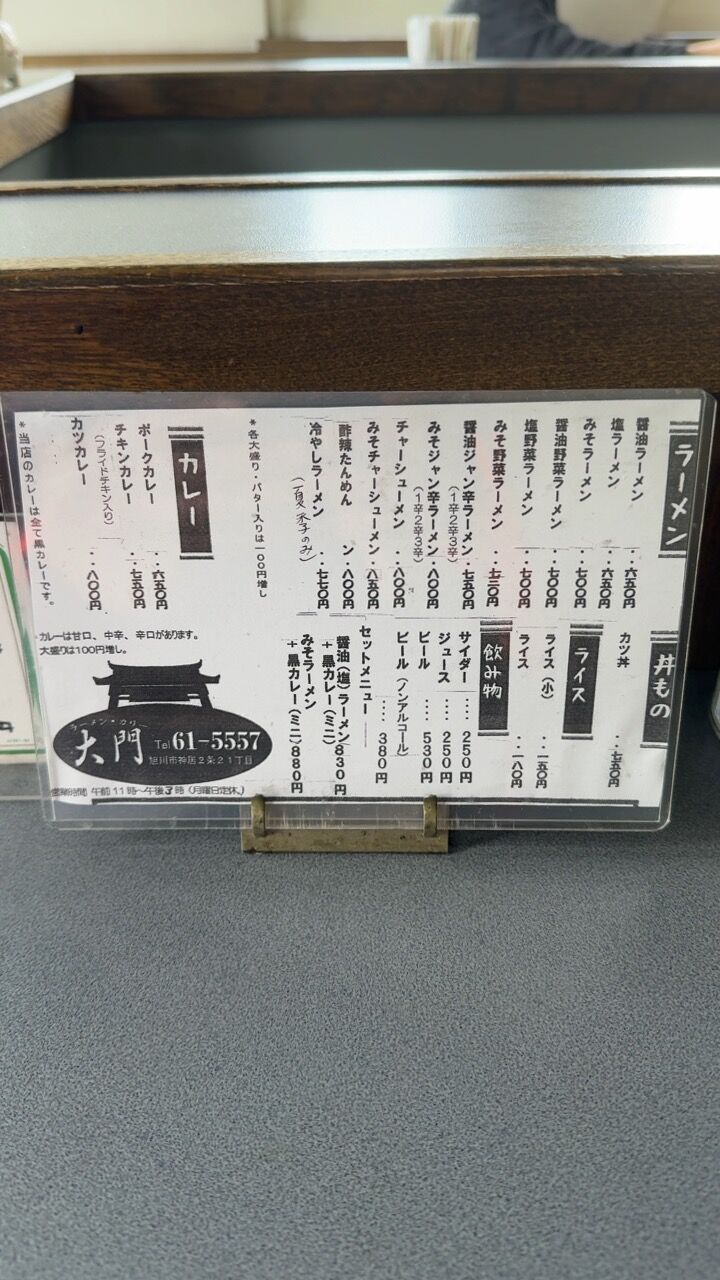 ラーメン
醤油ラーメン ・・六五〇円
塩ラーメン ・・六五〇円
みそラーメン ・・七〇〇円
醤油野菜ラーメン ・・七〇〇円
塩野菜ラーメン ・・七〇〇円
みそ野菜ラーメン ・・七五〇円
醤油ジャン辛ラーメン・七五〇円
(1辛2辛3辛)
みそジャン辛ラーメン・八〇〇円
(1辛2辛3辛)
チャーシューメン ・・八〇〇円
みそチャーシューメン ・八五〇円
酢辣たんめん ・八〇〇円
冷やしラーメン ・・七七〇円
(夏季のみ)
*各大盛り・バター入りは一〇〇円増し
カレー
ポークカレー ・・六五〇円
チキンカレー ・・七五〇円
(フライドチキン入り)
カツカレー ・・八〇〇円
*当店のカレーは全て黒カレーです。
丼もの
カツ丼 ・・七五〇円
ライス
ライス(小) ・・一五〇円
ライス ・・一八〇円
飲み物
サイダー ‥‥ 250円
ジュース ‥‥ 250円
ビール ‥‥ 530円
ビール(ノンアルコール)
‥‥ 380円
セットメニュー
醤油(塩)ラーメン
+黒カレー(ミニ)830円
みそラーメン
+黒カレー(ミニ)880円
カレーは甘口、中辛、辛口があります。
大盛りは100円増し。
ラーメン・カリー
大門
Tel 61-5557
旭川市神居2条21丁目
営業時間 午前11時〜午後3時(月曜日定休)